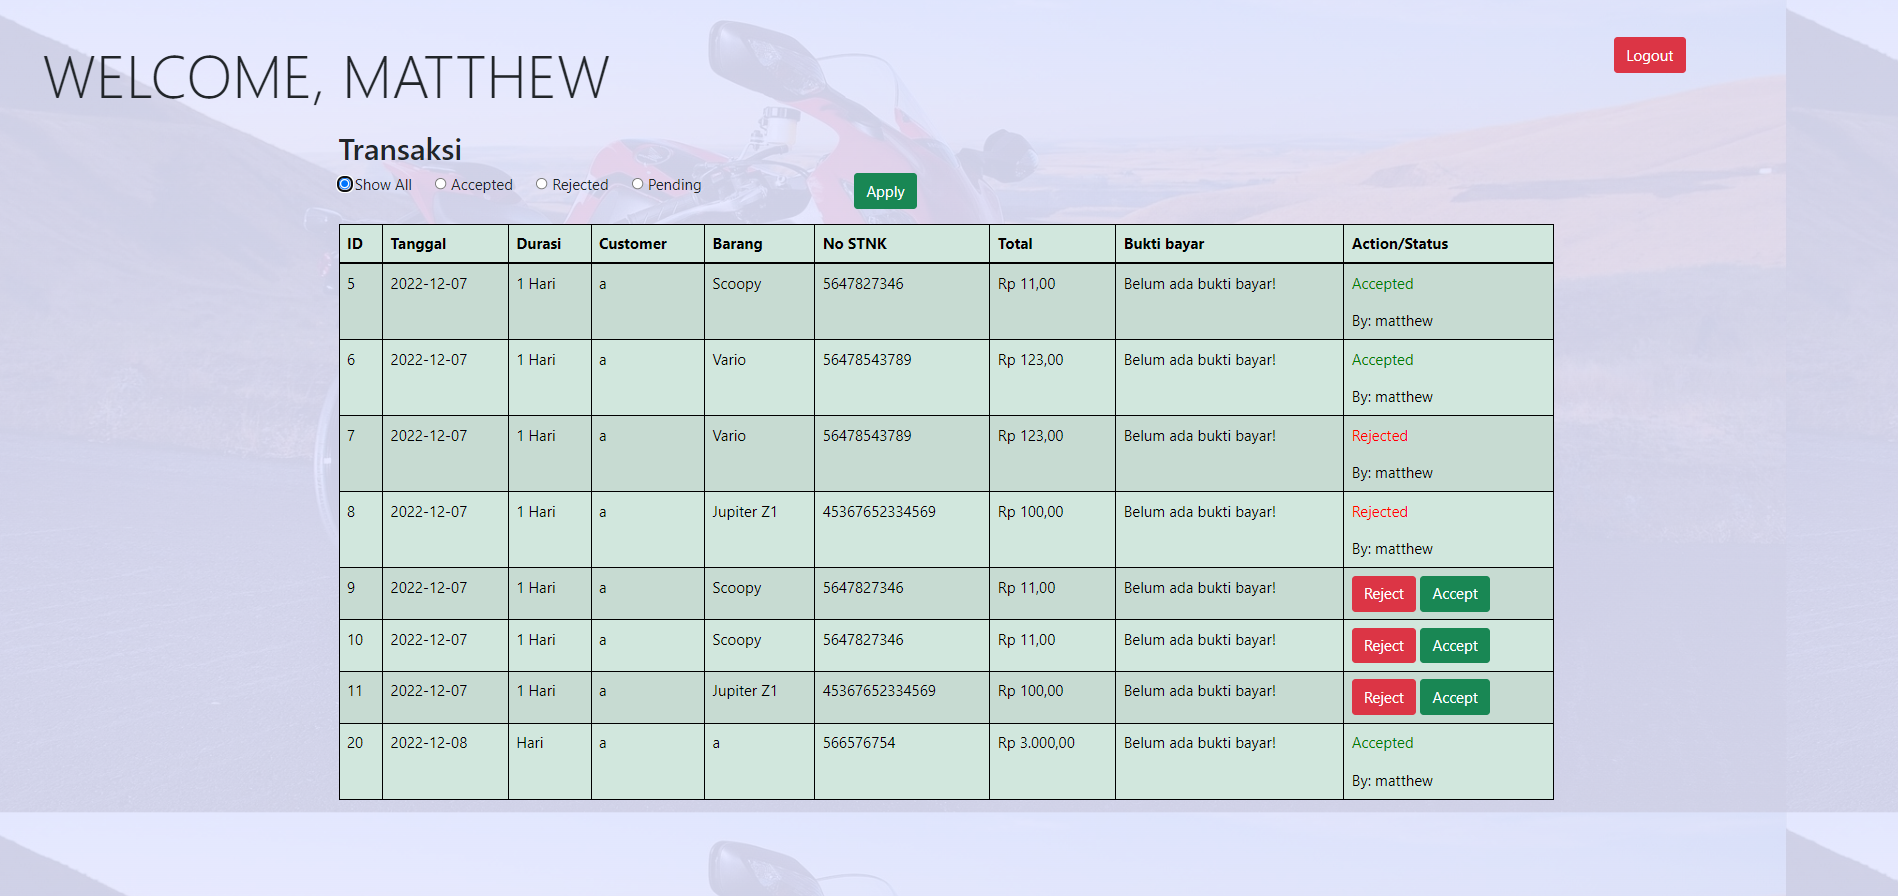 WELCOME, MATTHEW
Logout
Transaksi
Show All Accepted Rejected Pending Apply
ID Tanggal Durasi Customer Barang No STNK Total Bukti bayar Action/Status
5 2022-12-07 1 Hari a Scoopy 5647827346 Rp 11,00 Belum ada bukti bayar! Accepted
By: matthew
6 2022-12-07 1 Hari a Vario 56478543789 Rp 123,00 Belum ada bukti bayar! Accepted
By: matthew
7 2022-12-07 1 Hari a Vario 56478543789 Rp 123,00 Belum ada bukti bayar! Rejected
By: matthew
8 2022-12-07 1 Hari a Jupiter Z1 45367652334569 Rp 100,00 Belum ada bukti bayar! Rejected
By: matthew
9 2022-12-07 1 Hari a Scoopy 5647827346 Rp 11,00 Belum ada bukti bayar! Reject Accept
10 2022-12-07 1 Hari a Scoopy 5647827346 Rp 11,00 Belum ada bukti bayar! Reject Accept
11 2022-12-07 1 Hari a Jupiter Z1 45367652334569 Rp 100,00 Belum ada bukti bayar! Reject Accept
20 2022-12-08 Hari a a 566576754 Rp 3.000,00 Belum ada bukti bayar! Accepted
By: matthew